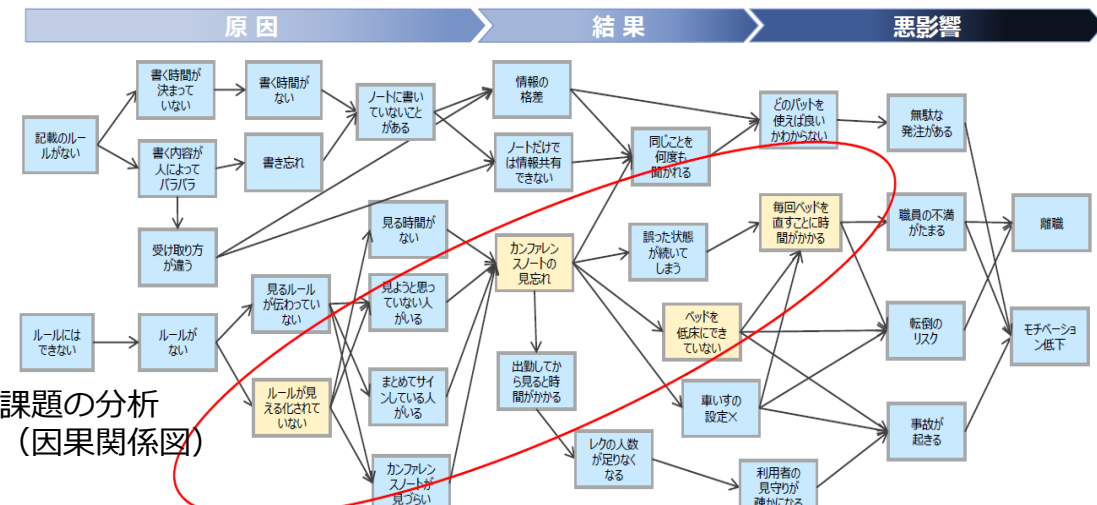 原因
結果
悪影響
書く時間が
決まって
いない
書く時間が
ない
ノートに書い
ていないこと
がある
情報の
格差
どのパットを
使えば良い
かわからない
無駄な
発注がある
記載のルー
ルがない
書く内容が
人によって
バラバラ
書き忘れ
ノートだけで
は情報共有
できない
同じことを
何度も
聞かれる
受け取り方
が違う
見る時間が
ない
カンファレン
スノートの
見忘れ
誤った状態
が続いて
しまう
毎回ベッドを
直すことに時
間がかかる
職員の不満
がたまる
離職
ルールには
できない
ルールが
ない
見るルール
が伝わってい
ない
見ようと思っ
ていない人
がいる
ベッドを
低床にでき
ていない
転倒の
リスク
モチベーショ
ン低下
ルールが見
える化されて
いない
まとめてサイ
ンしている人
がいる
出勤してか
ら見ると時
間がかかる
車いすの
設定×
事故が
起きる
課題の分析
（因果関係図）
カンファレン
スノートが
見づらい
レクの人数
が足りなく
なる
利用者の
見守りが
疎かになる